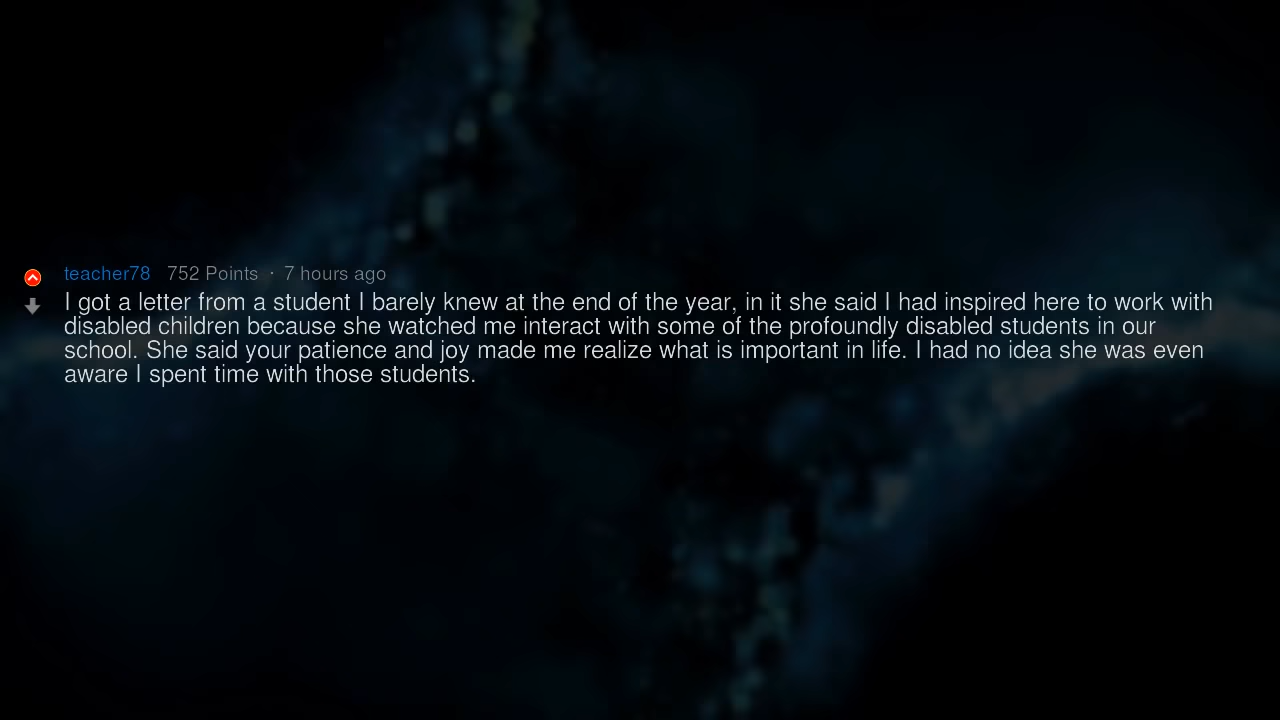 teacher78 752 Points · 7 hours ago
I got a letter from a student I barely knew at the end of the year, in it she said I had inspired here to work with
disabled children because she watched me interact with some of the profoundly disabled students in our
school. She said your patience and joy made me realize what is important in life. I had no idea she was even
aware I spent time with those students.